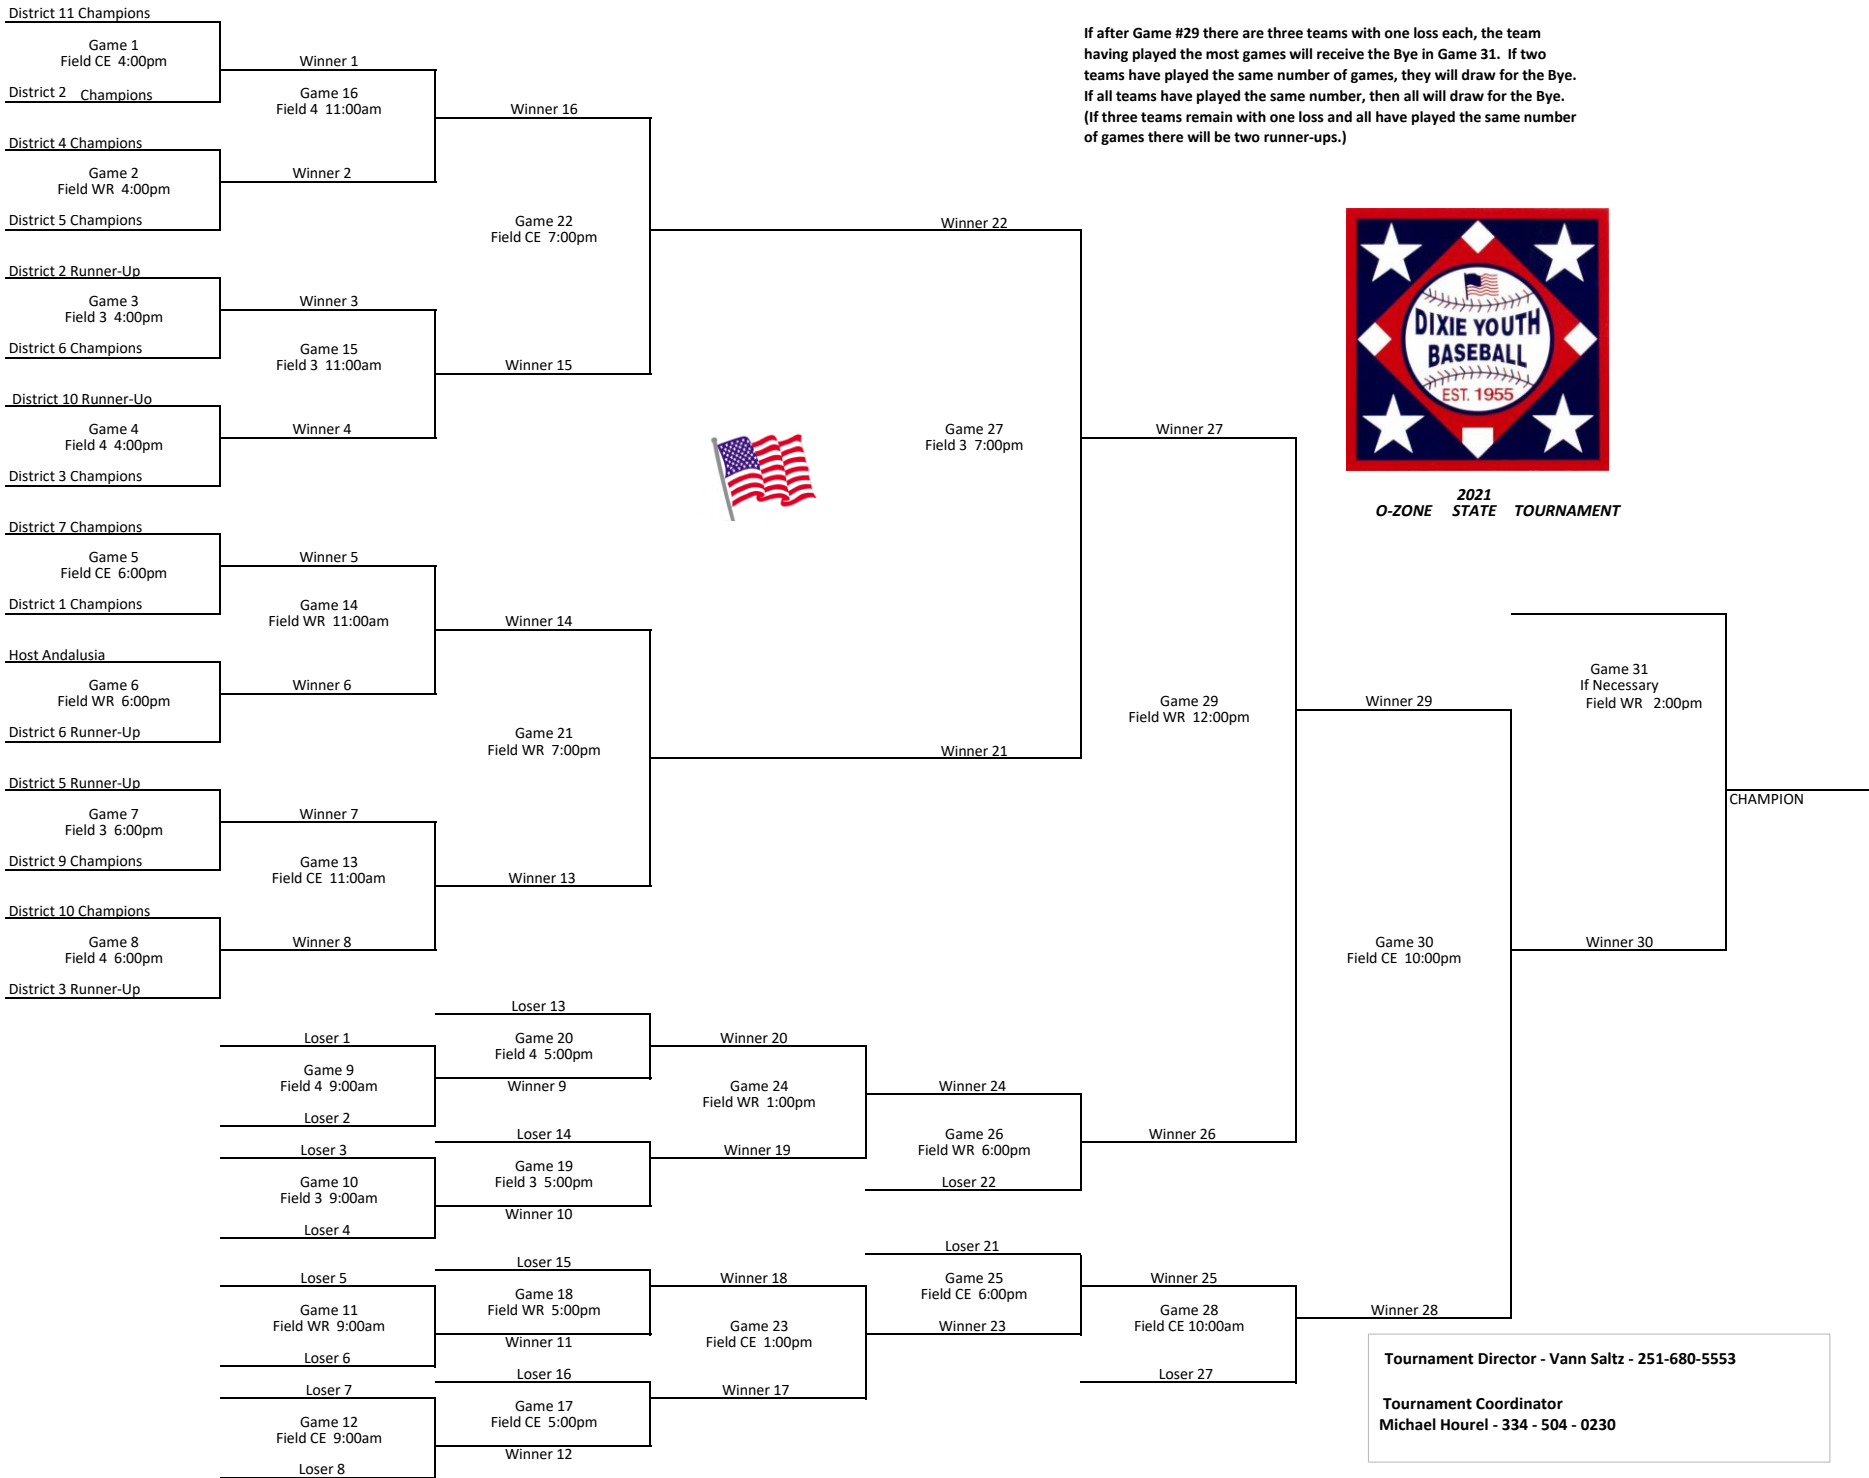 District 11 Champions
Game 1
Field CE 4:00pm
District 2 Champions
District 4 Champions
Game 2
Field WR 4:00pm
District 5 Champions
District 2 Runner-Up
Game 3
Field 3 4:00pm
District 6 Champions
District 10 Runner-Uo
Game 4
Field 4 4:00pm
District 3 Champions
District 7 Champions
Game 5
Field CE 6:00pm
District 1 Champions
Host Andalusia
Game 6
Field WR 6:00pm
District 6 Runner-Up
District 5 Runner-Up
Game 7
Field 3 6:00pm
District 9 Champions
District 10 Champions
Game 8
Field 4 6:00pm
District 3 Runner-Up
Winner 1
Game 16
Field 4 11:00am
Winner 2
Winner 3
Game 15
Field 3 11:00am
Winner 4
Winner 5
Game 14
Field WR 11:00am
Winner 6
Winner 7
Game 13
Field CE 11:00am
Winner 8
Loser 1
Game 9
Field 4 9:00am
Loser 2
Loser 3
Game 10
Field 3 9:00am
Loser 4
Loser 5
Game 11
Field WR 9:00am
Loser 6
Loser 7
Game 12
Field CE 9:00am
Loser 8
Winner 16
Game 22
Field CE 7:00pm
Winner 15
Winner 14
Game 21
Field WR 7:00pm
Winner 13
Loser 13
Game 20
Field 4 5:00pm
Winner 9
Loser 14
Game 19
Field 3 5:00pm
Winner 10
Loser 15
Game 18
Field WR 5:00pm
Winner 11
Loser 16
Game 17
Field CE 5:00pm
Winner 12
Winner 20
Game 24
Field WR 1:00pm
Winner 19
Winner 18
Game 23
Field CE 1:00pm
Winner 17
Winner 22
Game 27
Field 3 7:00pm
Winner 21
Winner 24
Game 26
Field WR 6:00pm
Loser 22
Loser 21
Game 25
Field CE 6:00pm
Winner 23
Winner 27
Game 29
Field WR 12:00pm
Winner 26
Winner 25
Game 28
Field CE 10:00am
Loser 27
Winner 29
Game 30
Field CE 10:00pm
Winner 28
Game 31
If Necessary
Field WR 2:00pm
Winner 30
CHAMPION
If after Game #29 there are three teams with one loss each, the team
having played the most games will receive the Bye in Game 31. If two
teams have played the same number of games, they will draw for the Bye.
If all teams have played the same number, then all will draw for the Bye.
(If three teams remain with one loss and all have played the same number
of games there will be two runner-ups.)
DIXIE YOUTH
BASEBALL
EST. 1955
2021
O-ZONE STATE TOURNAMENT
Tournament Director - Vann Saltz - 251-680-5553
Tournament Coordinator
Michael Hourel - 334 - 504 - 0230